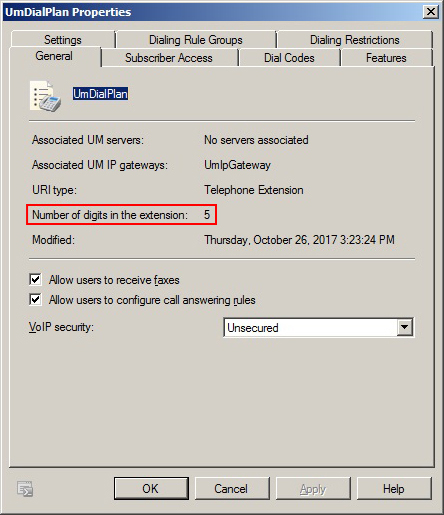 UmDialPlan Properties
Settings Dialing Rule Groups Dialing Restrictions
General Subscriber Access Dial Codes Features
UmDialPlan
Associated UM servers: No servers associated
Associated UM IP gateways: UmIpGateway
URI type: Telephone Extension
Number of digits in the extension: 5
Modified: Thursday, October 26, 2017 3:23:24 PM
Allow users to receive faxes
Allow users to configure call answering rules
VoIP security: Unsecured
OK Cancel Apply Help